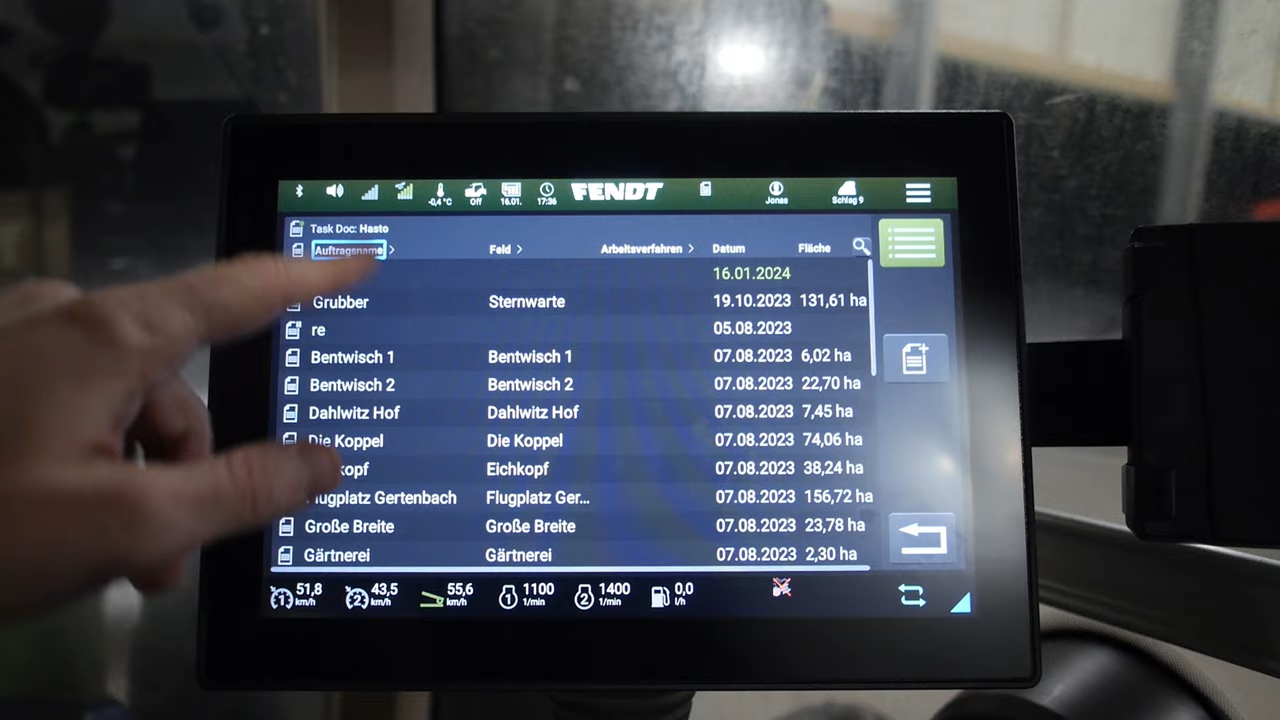 -0,4 °C Off 16.01. 17:36 FENDT Jonas Schlag 9
Task Doc: Hasto
Auftragsname > Feld > Arbeitsverfahren > Datum Fläche
16.01.2024
Grubber Sternwarte 19.10.2023 131,61 ha
re 05.08.2023
Bentwisch 1 Bentwisch 1 07.08.2023 6,02 ha
Bentwisch 2 Bentwisch 2 07.08.2023 22,70 ha
Dahlwitz Hof Dahlwitz Hof 07.08.2023 7,45 ha
Die Koppel Die Koppel 07.08.2023 74,06 ha
kopf Eichkopf 07.08.2023 38,24 ha
Flugplatz Gertenbach Flugplatz Ger... 07.08.2023 156,72 ha
Große Breite Große Breite 07.08.2023 23,78 ha
Gärtnerei Gärtnerei 07.08.2023 2,30 ha
1 51,8 km/h 2 43,5 km/h 55,6 km/h 1 1100 1/min 2 1400 1/min 0,0 l/h